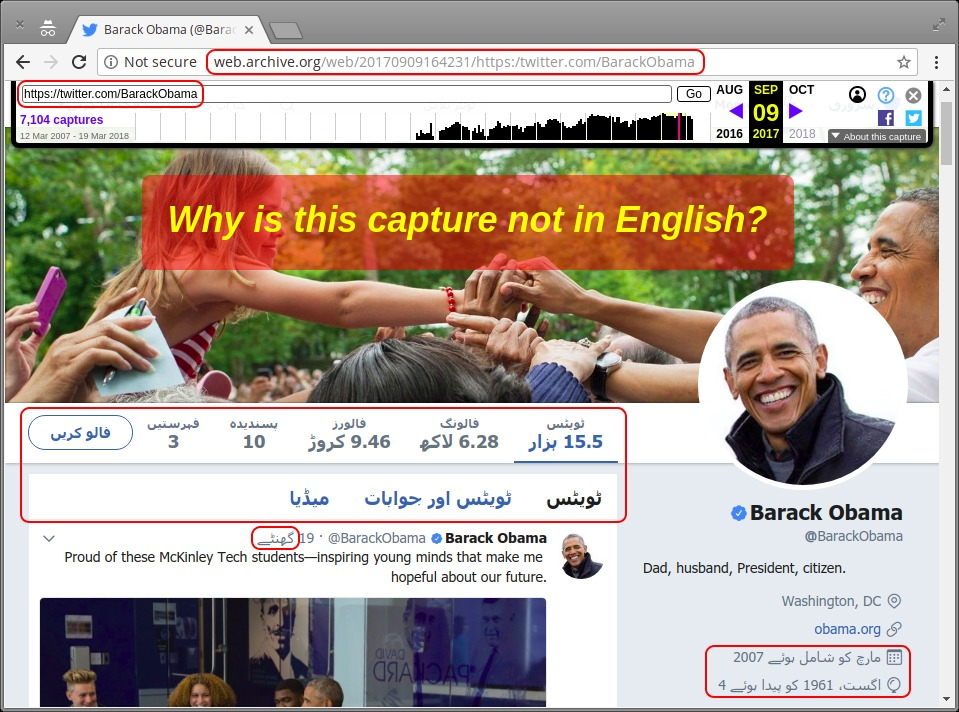 Barack Obama (@Barac
Not secure
web.archive.org/web/20170909164231/https:/twitter.com/BarackObama
https://twitter.com/BarackObama
Go
AUG
SEP
OCT
7,104 captures
09
12 Mar 2007 - 19 Mar 2018
2016
2017
2018
About this capture
Why is this capture not in English?
ٹویٹس
15.5 ہزار
فالونگ
6.28 لاکھ
فالورز
9.46 کروڑ
پسندیدہ
10
فہرستیں
3
فالو کریں
ٹویٹس
ٹویٹس اور جوابات
میڈیا
Barack Obama
@BarackObama
Dad, husband, President, citizen.
Washington, DC
obama.org
مارچ کو شامل ہوئے 2007
اگست، 1961 کو پیدا ہوئے 4
Barack Obama @BarackObama · 19 گھنٹے
Proud of these McKinley Tech students—inspiring young minds that make me
hopeful about our future.
DAVID
PACKARD